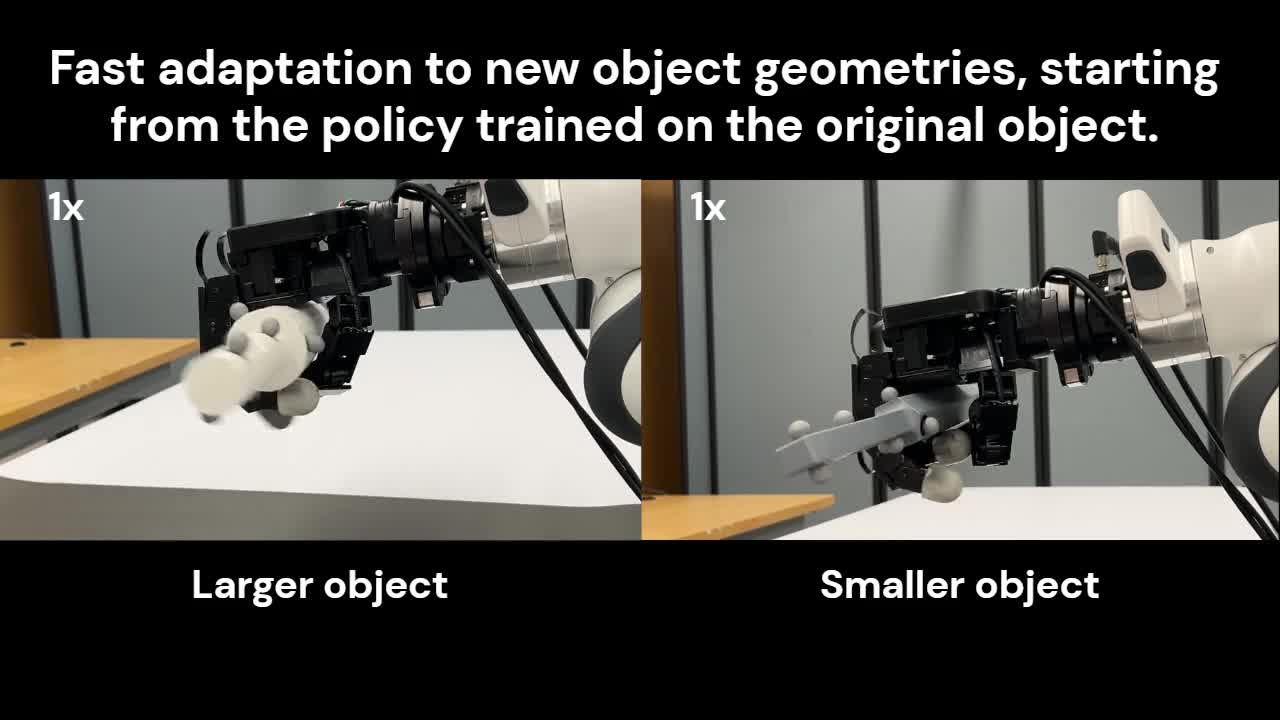 Fast adaptation to new object geometries, starting
from the policy trained on the original object.
1x
1x
Larger object
Smaller object